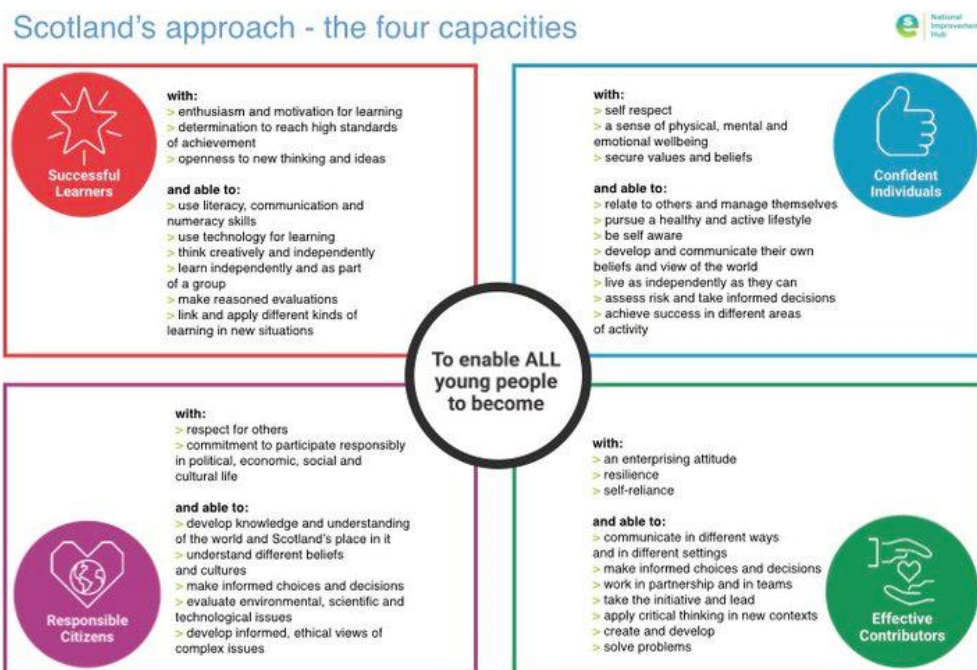 Scotland's approach - the four capacities
National
Improvement
Hub
Successful
Learners
with:
> enthusiasm and motivation for learning
> determination to reach high standards
of achievement
> openness to new thinking and ideas
and able to:
> use literacy, communication and
numeracy skills
> use technology for learning
> think creatively and independently
> learn independently and as part
of a group
> make reasoned evaluations
> link and apply different kinds of
learning in new situations
with:
> self respect
> a sense of physical, mental and
emotional wellbeing
> secure values and beliefs
and able to:
> relate to others and manage themselves
> pursue a healthy and active lifestyle
> be self aware
> develop and communicate their own
beliefs and view of the world
> live as independently as they can
> assess risk and take informed decisions
> achieve success in different areas
of activity
Confident
Individuals
To enable ALL
young people
to become
with:
> respect for others
> commitment to participate responsibly
in political, economic, social and
cultural life
and able to:
> develop knowledge and understanding
of the world and Scotland's place in it
> understand different beliefs
and cultures
> make informed choices and decisions
> evaluate environmental, scientific and
technological issues
> develop informed, ethical views of
complex issues
Responsible
Citizens
with:
> an enterprising attitude
> resilience
> self-reliance
and able to:
> communicate in different ways
and in different settings
> make informed choices and decisions
> work in partnership and in teams
> take the initiative and lead
> apply critical thinking in new contexts
> create and develop
> solve problems
Effective
Contributors